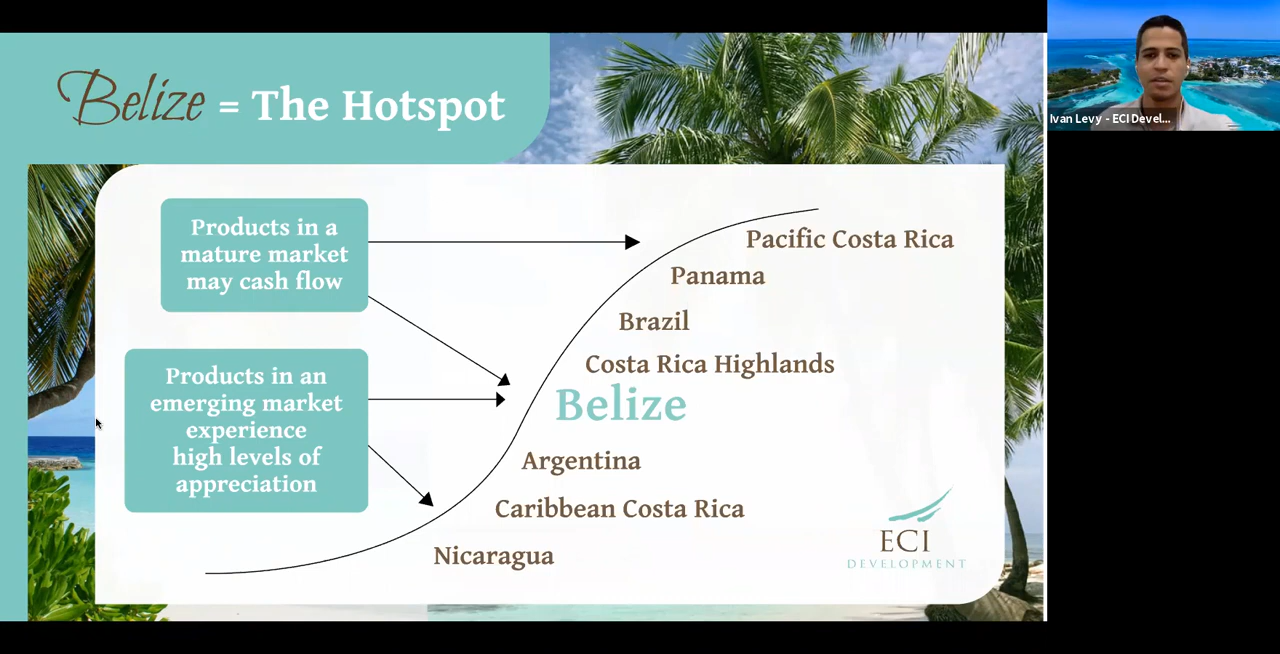 Belize = The Hotspot
Ivan Levy - ECI Devel...
Products in a
mature market
may cash flow
Products in an
emerging market
experience
high levels of
appreciation
Pacific Costa Rica
Panama
Brazil
Costa Rica Highlands
Belize
Argentina
Caribbean Costa Rica
Nicaragua
ECI
DEVELOPMENT